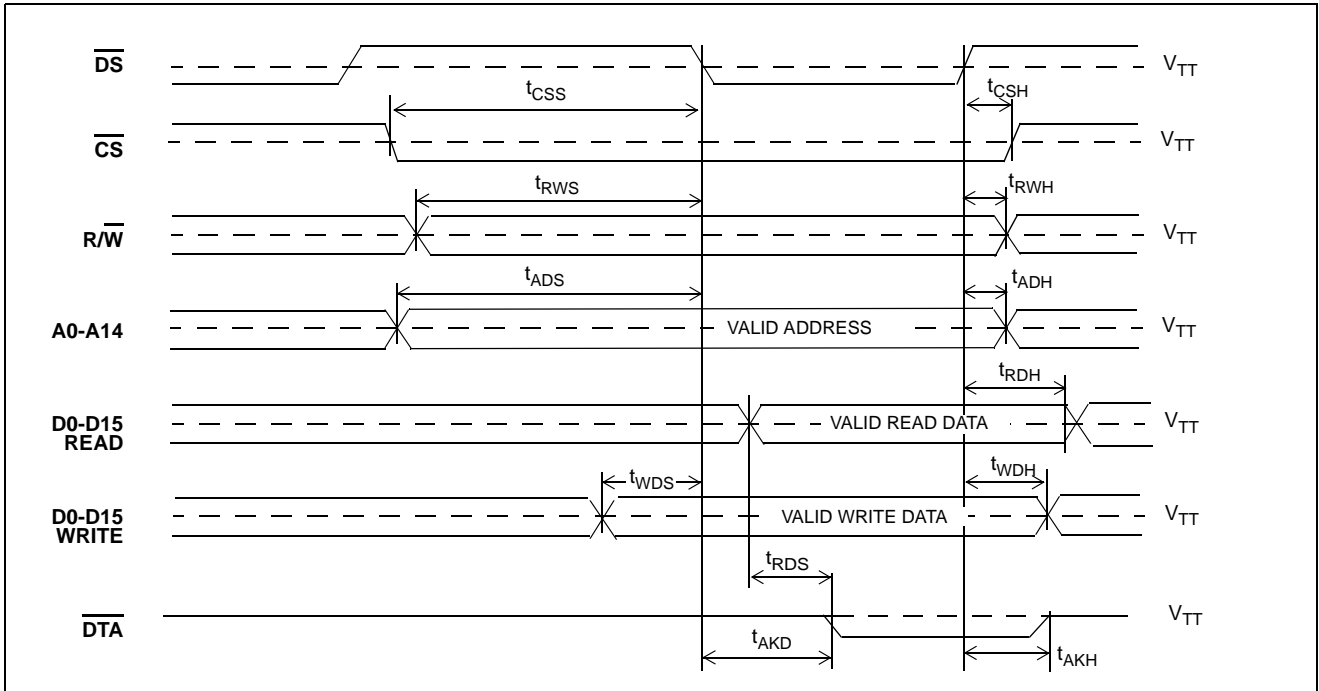 DS
VTT
tCSS
tCSH
CS
VTT
tRWS
tRWH
R/W
VTT
tADS
tADH
A0-A14
VALID ADDRESS
VTT
tRDH
D0-D15
READ
VALID READ DATA
VTT
tWDS
tWDH
D0-D15
WRITE
VALID WRITE DATA
VTT
tRDS
DTA
VTT
tAKD
tAKH